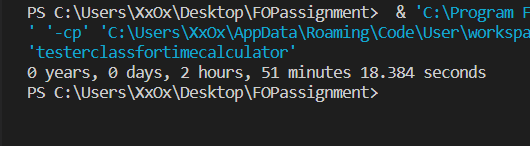 PS C:\Users\XxOx\Desktop\FOPassignment>  & 'C:\Program F
' '-cp' 'C:\Users\XxOx\AppData\Roaming\Code\User\workspa
'testerclassfortimecalculator'
0 years, 0 days, 2 hours, 51 minutes 18.384 seconds
PS C:\Users\XxOx\Desktop\FOPassignment>